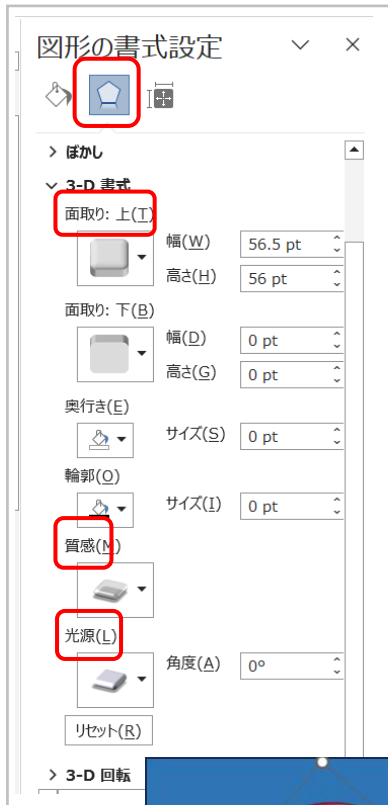 図形の書式設定
ぼかし
3-D 書式
面取り: 上(T)
幅(W) 56.5 pt
高さ(H) 56 pt
面取り: 下(B)
幅(D) 0 pt
高さ(G) 0 pt
奥行き(E)
サイズ(S) 0 pt
輪郭(O)
サイズ(I) 0 pt
質感(M)
光源(L)
角度(A) 0°
リセット(R)
3-D 回転